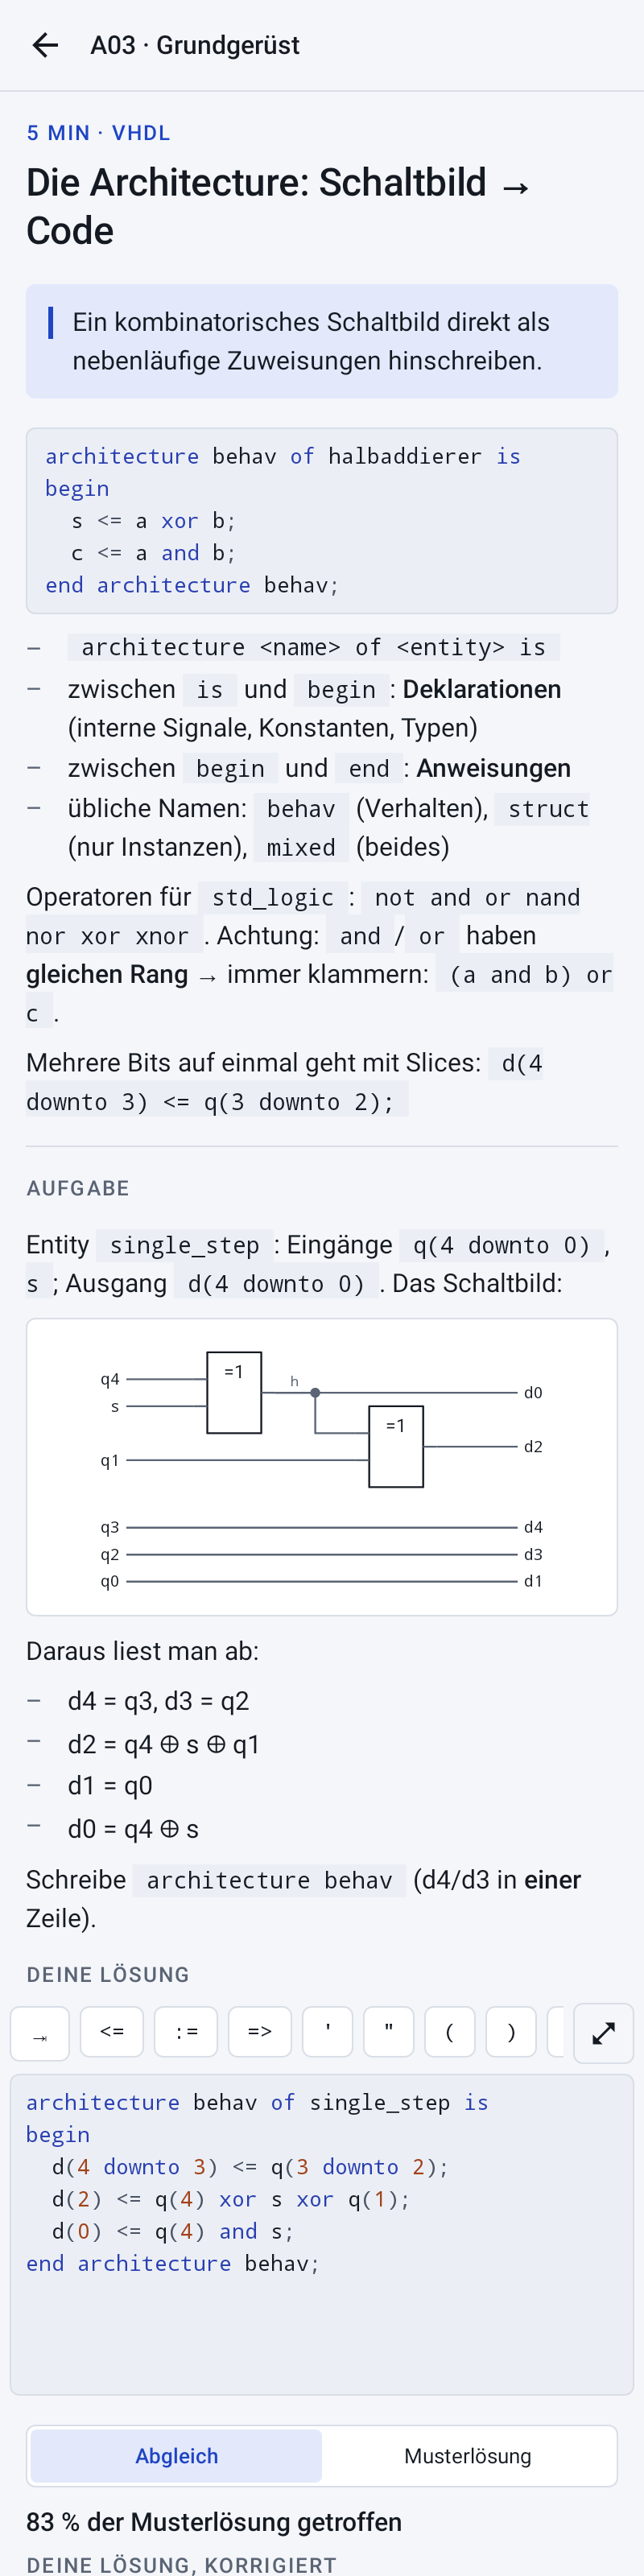 A03 · Grundgerüst
5 MIN · VHDL
Die Architecture: Schaltbild →
Code
Ein kombinatorisches Schaltbild direkt als
nebenläufige Zuweisungen hinschreiben.
architecture behav of halbaddierer is
begin
  s <= a xor b;
  c <= a and b;
end architecture behav;
– architecture <name> of <entity> is
– zwischen is und begin : Deklarationen
(interne Signale, Konstanten, Typen)
– zwischen begin und end : Anweisungen
– übliche Namen: behav (Verhalten), struct
(nur Instanzen), mixed (beides)
Operatoren für std_logic : not and or nand
nor xor xnor . Achtung: and / or haben
gleichen Rang → immer klammern: (a and b) or
c .
Mehrere Bits auf einmal geht mit Slices: d(4
downto 3) <= q(3 downto 2);
AUFGABE
Entity single_step : Eingänge q(4 downto 0) ,
s ; Ausgang d(4 downto 0) . Das Schaltbild:
q4 =1 h d0
s
=1 d2
q1
q3 d4
q2 d3
q0 d1
Daraus liest man ab:
– d4 = q3, d3 = q2
– d2 = q4 ⊕ s ⊕ q1
– d1 = q0
– d0 = q4 ⊕ s
Schreibe architecture behav (d4/d3 in einer
Zeile).
DEINE LÖSUNG
→ <= := => ' " ( )
architecture behav of single_step is
begin
  d(4 downto 3) <= q(3 downto 2);
  d(2) <= q(4) xor s xor q(1);
  d(0) <= q(4) and s;
end architecture behav;
Abgleich Musterlösung
83 % der Musterlösung getroffen
DEINE LÖSUNG, KORRIGIERT